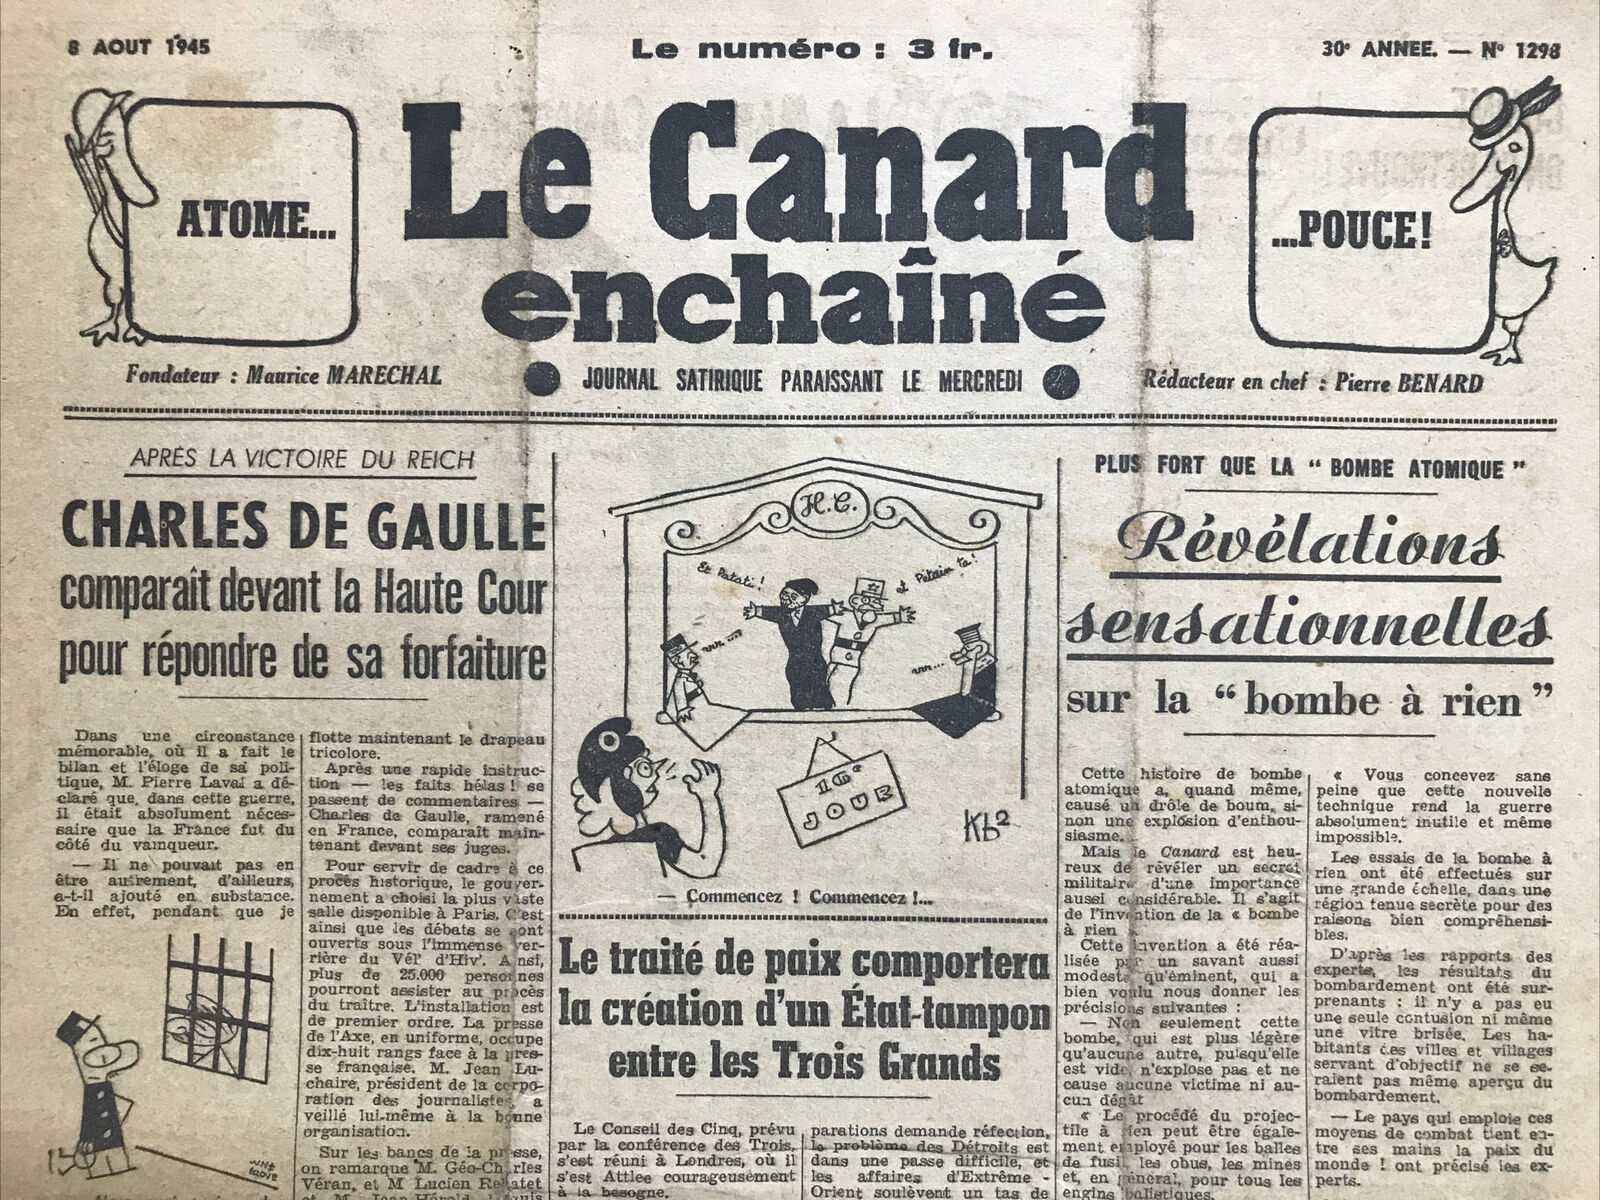 8 AOUT 1945
Le numéro : 3 fr.
30e ANNEE. — No 1298
ATOME...
Le Canard
enchaîné
...POUCE!
Fondateur : Maurice MARECHAL
JOURNAL SATIRIQUE PARAISSANT LE MERCREDI
Rédacteur en chef : Pierre BENARD
APRÈS LA VICTOIRE DU REICH
CHARLES DE GAULLE
comparaît devant la Haute Cour
pour répondre de sa forfaiture
Dans une circonstance
mémorable, où il a fait le
bilan et l'éloge de sa poli-
tique, M. Pierre Laval a dé-
claré que, dans cette guerre,
il était absolument néces-
saire que la France fut du
côté du vainqueur.
— Il ne pouvait pas en
être autrement, d'ailleurs,
a-t-il ajouté en substance.
En effet, pendant que je
flotte maintenant le drapeau
tricolore.
Après une rapide instruc-
tion — les faits hélas ! se
passent de commentaires —
Charles de Gaulle, ramené
en France, comparait main-
tenant devant ses juges.
Pour servir de cadre à ce
procès historique, le gouver-
nement a choisi la plus vaste
salle disponible à Paris. C'est
ainsi que les débats se sont
ouverts sous l'immense ver-
rière du Vél' d'Hiv'. Ainsi,
plus de 25.000 personnes
pourront assister au procès
du traître. L'installation est
de premier ordre. La presse
de l'Axe, en uniforme, occupe
dix-huit rangs face à la pres-
se française. M. Jean Lu-
chaire, président de la corpo-
ration des journalistes, a
veillé lui-même à la bonne
organisation.
Sur les bancs de la presse,
on remarque M. Géo-Charles
Véran, et M Lucien Rebatet
H.C.
Et Patati !
et Pétain ta !
16e
JOUR
Kb2
— Commencez ! Commencez !...
Le traité de paix comportera
la création d'un État-tampon
entre les Trois Grands
Le Conseil des Cinq, prévu
par la conférence des Trois,
s'est réuni à Londres, où il
s'est Attlee courageusement
à la besogne.
parations demande réfection,
le problème des Détroits est
dans une passe difficile, et
les affaires d'Extrême -
Orient soulèvent un tas de
PLUS FORT QUE LA " BOMBE ATOMIQUE "
Révélations
sensationnelles
sur la " bombe à rien "
Cette histoire de bombe
atomique a, quand même,
causé un drôle de boum, si-
non une explosion d'enthou-
siasme.
Mais le Canard est heu-
reux de révéler un secret
militaire d'une importance
aussi considérable. Il s'agit
de l'invention de la « bombe
à rien ».
Cette invention a été réa-
lisée par un savant aussi
modeste qu'éminent, qui a
bien voulu nous donner les
précisions suivantes :
— Non seulement cette
bombe, qui est plus légère
qu'aucune autre, puisqu'elle
est vide, n'explose pas et ne
cause aucune victime ni au-
cun dégât
« Le procédé du projec-
tile à rien peut être égale-
ment employé pour les balles
de fusil, les obus, les mines
et, en général, pour tous les
engins balistiques.
« Vous concevez sans
peine que cette nouvelle
technique rend la guerre
absolument inutile et même
impossible.
Les essais de la bombe à
rien ont été effectués sur
une grande échelle, dans une
région tenue secrète pour des
raisons bien compréhensi-
bles.
D'après les rapports des
experts, les résultats du
bombardement ont été sur-
prenants : il n'y a pas eu
une seule contusion ni même
une vitre brisée. Les ha-
bitants des villes et villages
servant d'objectif ne se se-
raient pas même aperçu du
bombardement.
— Le pays qui emploie ces
moyens de combat tient en-
tre ses mains la paix du
monde ! ont précisé les ex-
perts.